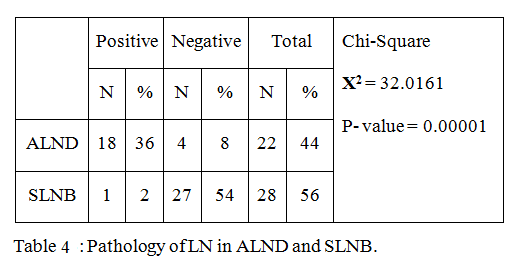 Positive Negative Total Chi-Square
N % N % N % X² = 32.0161
ALND 18 36 4 8 22 44 P- value = 0.00001
SLNB 1 2 27 54 28 56
Table 4 : Pathology of LN in ALND and SLNB.